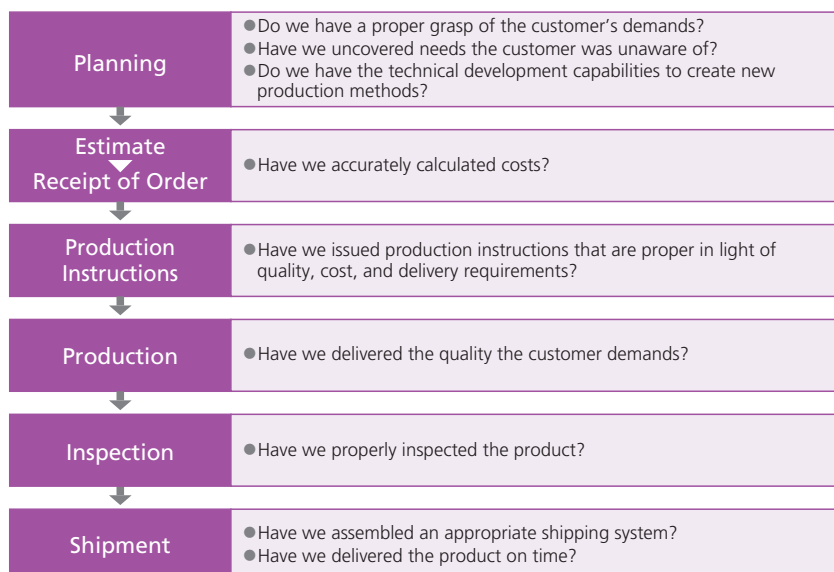 Planning
●Do we have a proper grasp of the customer's demands?
●Have we uncovered needs the customer was unaware of?
●Do we have the technical development capabilities to create new
production methods?
Estimate
Receipt of Order
●Have we accurately calculated costs?
Production
Instructions
●Have we issued production instructions that are proper in light of
quality, cost, and delivery requirements?
Production
●Have we delivered the quality the customer demands?
Inspection
●Have we properly inspected the product?
Shipment
●Have we assembled an appropriate shipping system?
●Have we delivered the product on time?